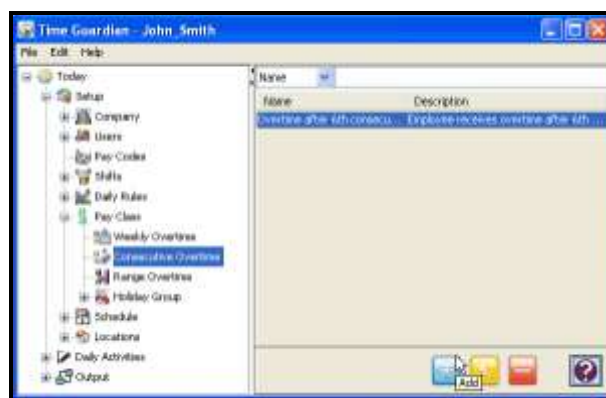 Time Guardian - John_Smith
File Edit Help
Today
Setup
Company
Users
Pay Codes
Shifts
Daily Rules
Pay Class
Weekly Overtime
Consecutive Overtime
Range Overtime
Holiday Group
Schedule
Locations
Daily Activities
Output
Name
Name Description
Overtime after 6th consecu... Employee receives overtime after 6th ...
Add
?